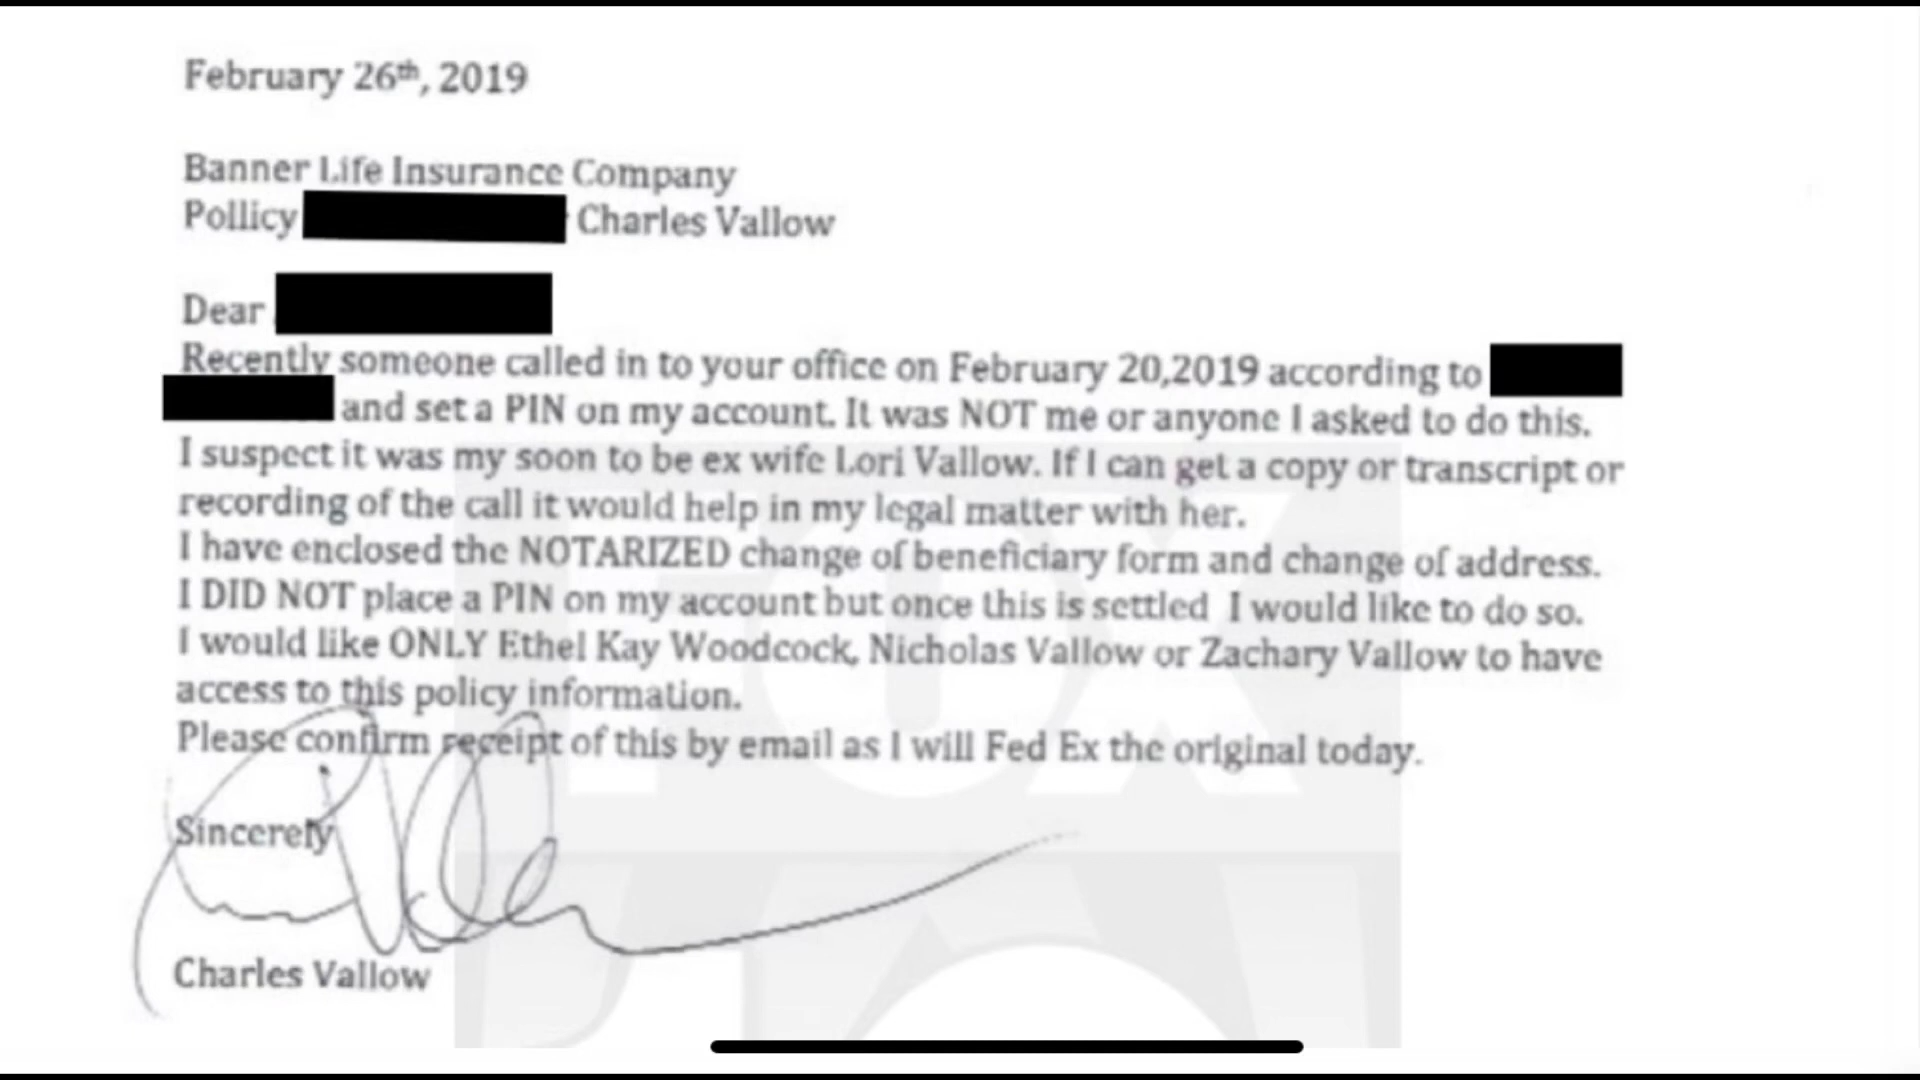 February 26th, 2019
Banner Life Insurance Company
Pollicy Charles Vallow
Dear
Recently someone called in to your office on February 20,2019 according to
and set a PIN on my account. It was NOT me or anyone I asked to do this.
I suspect it was my soon to be ex wife Lori Vallow. If I can get a copy or transcript or
recording of the call it would help in my legal matter with her.
I have enclosed the NOTARIZED change of beneficiary form and change of address.
I DID NOT place a PIN on my account but once this is settled I would like to do so.
I would like ONLY Ethel Kay Woodcock, Nicholas Vallow or Zachary Vallow to have
access to this policy information.
Please confirm receipt of this by email as I will Fed Ex the original today.
Sincerely
Charles Vallow
FOX